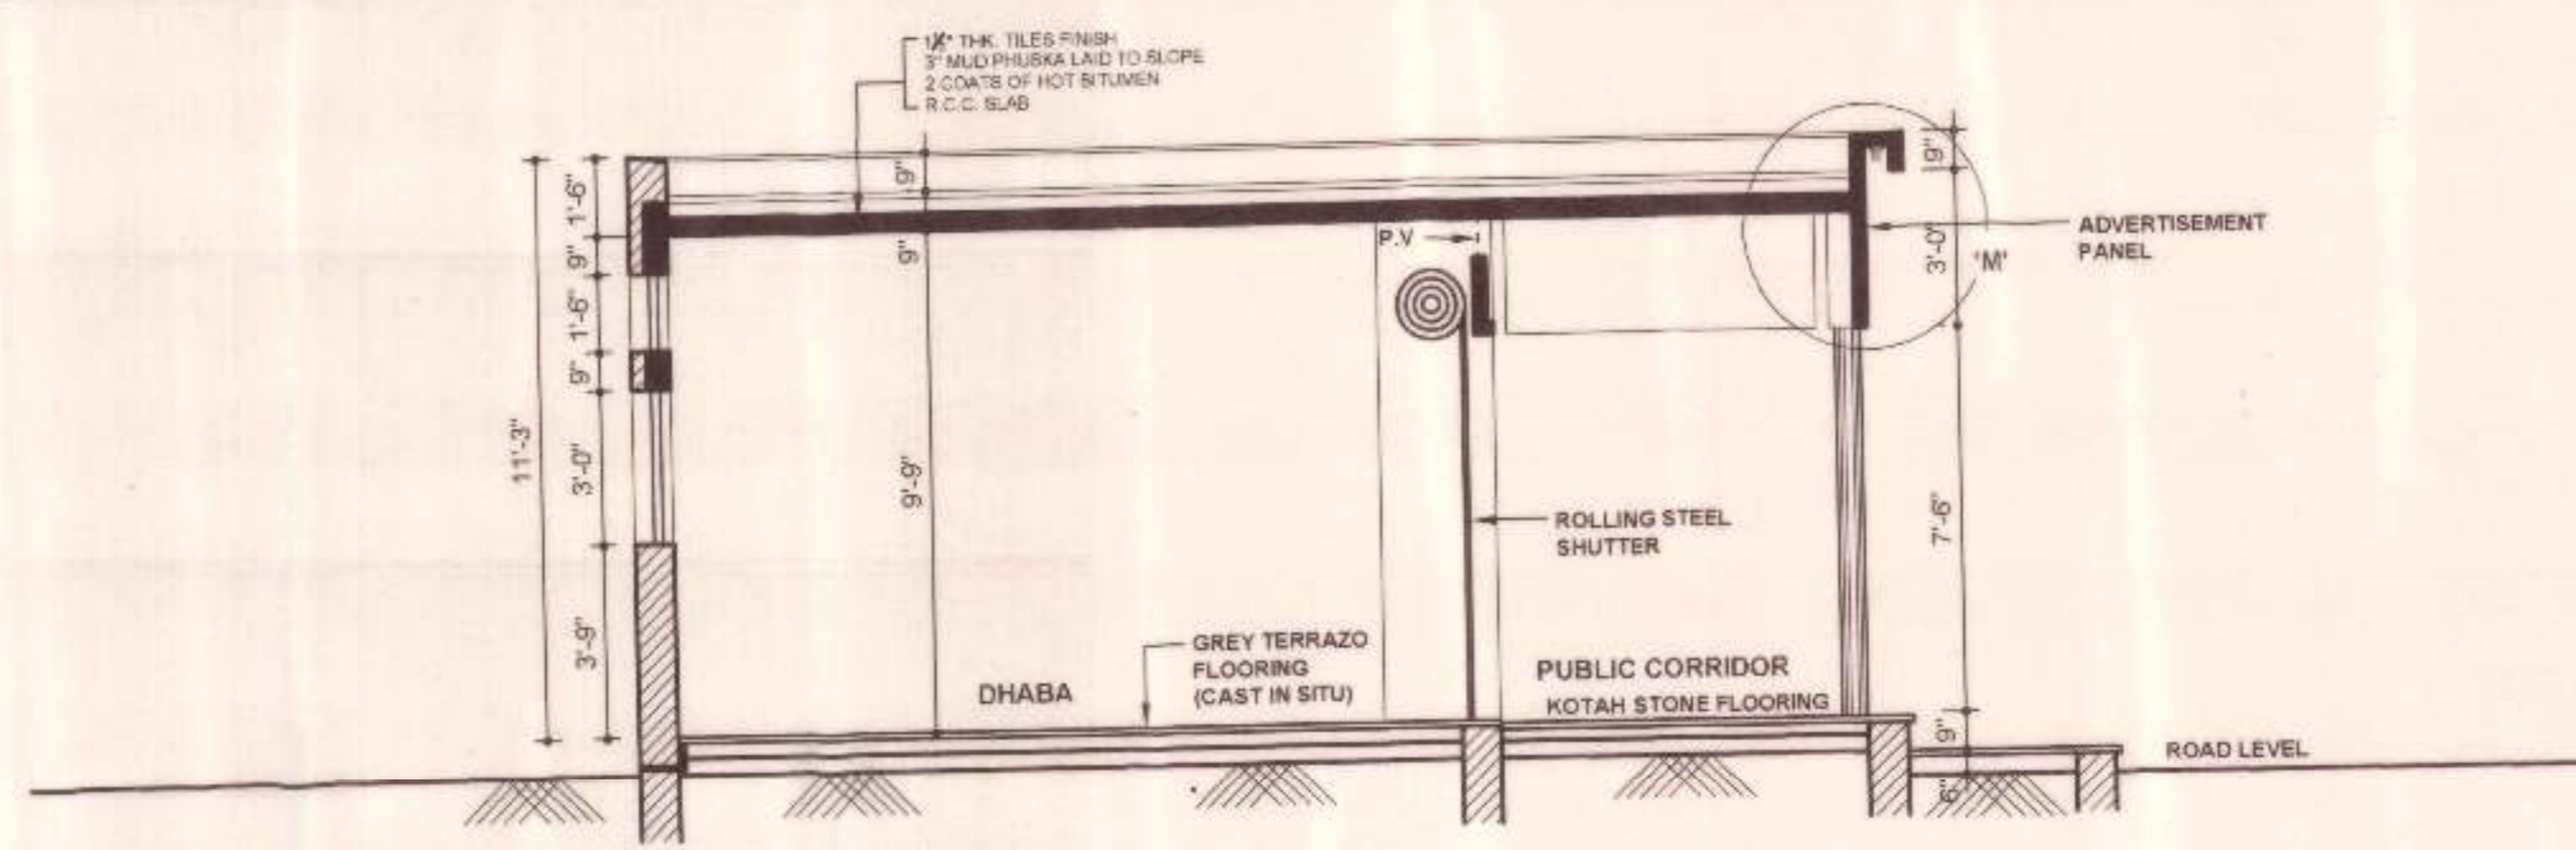 THK. TILES FINISH
3" MUD PHUSKA LAID TO SLOPE
2 COATS OF HOT BITUMEN
R.C.C. SLAB
9"
1'-6"
9"
1'-6"
9"
3'-0"
3'-9"
11'-3"
9"
9'-9"
P.V
9"
3'-0"
'M'
ADVERTISEMENT
PANEL
ROLLING STEEL
SHUTTER
7'-6"
GREY TERRAZO
FLOORING
(CAST IN SITU)
DHABA
PUBLIC CORRIDOR
KOTAH STONE FLOORING
9"
6"
ROAD LEVEL